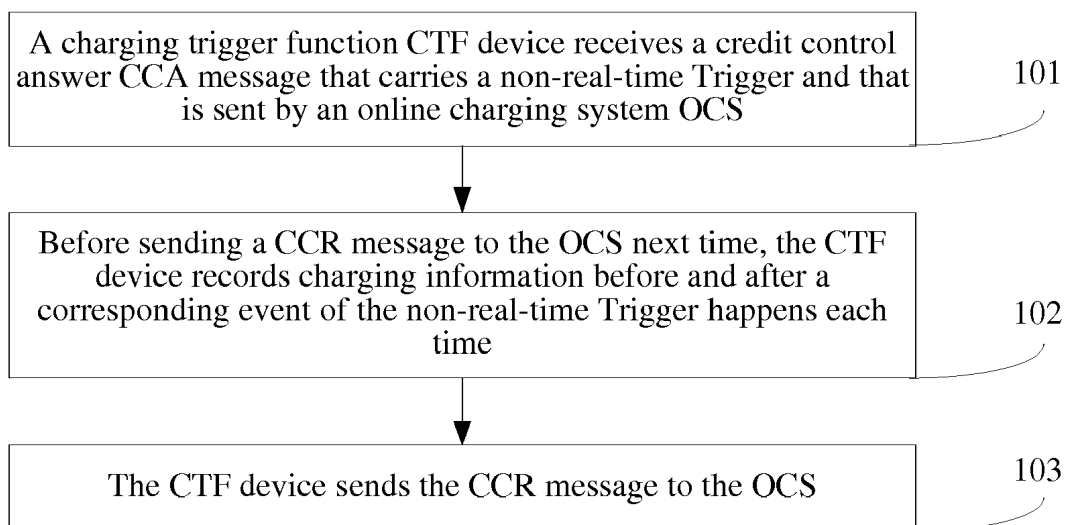 A charging trigger function CTF device receives a credit control
answer CCA message that carries a non-real-time Trigger and that
is sent by an online charging system OCS
101
Before sending a CCR message to the OCS next time, the CTF
device records charging information before and after a
corresponding event of the non-real-time Trigger happens each
time
102
The CTF device sends the CCR message to the OCS
103